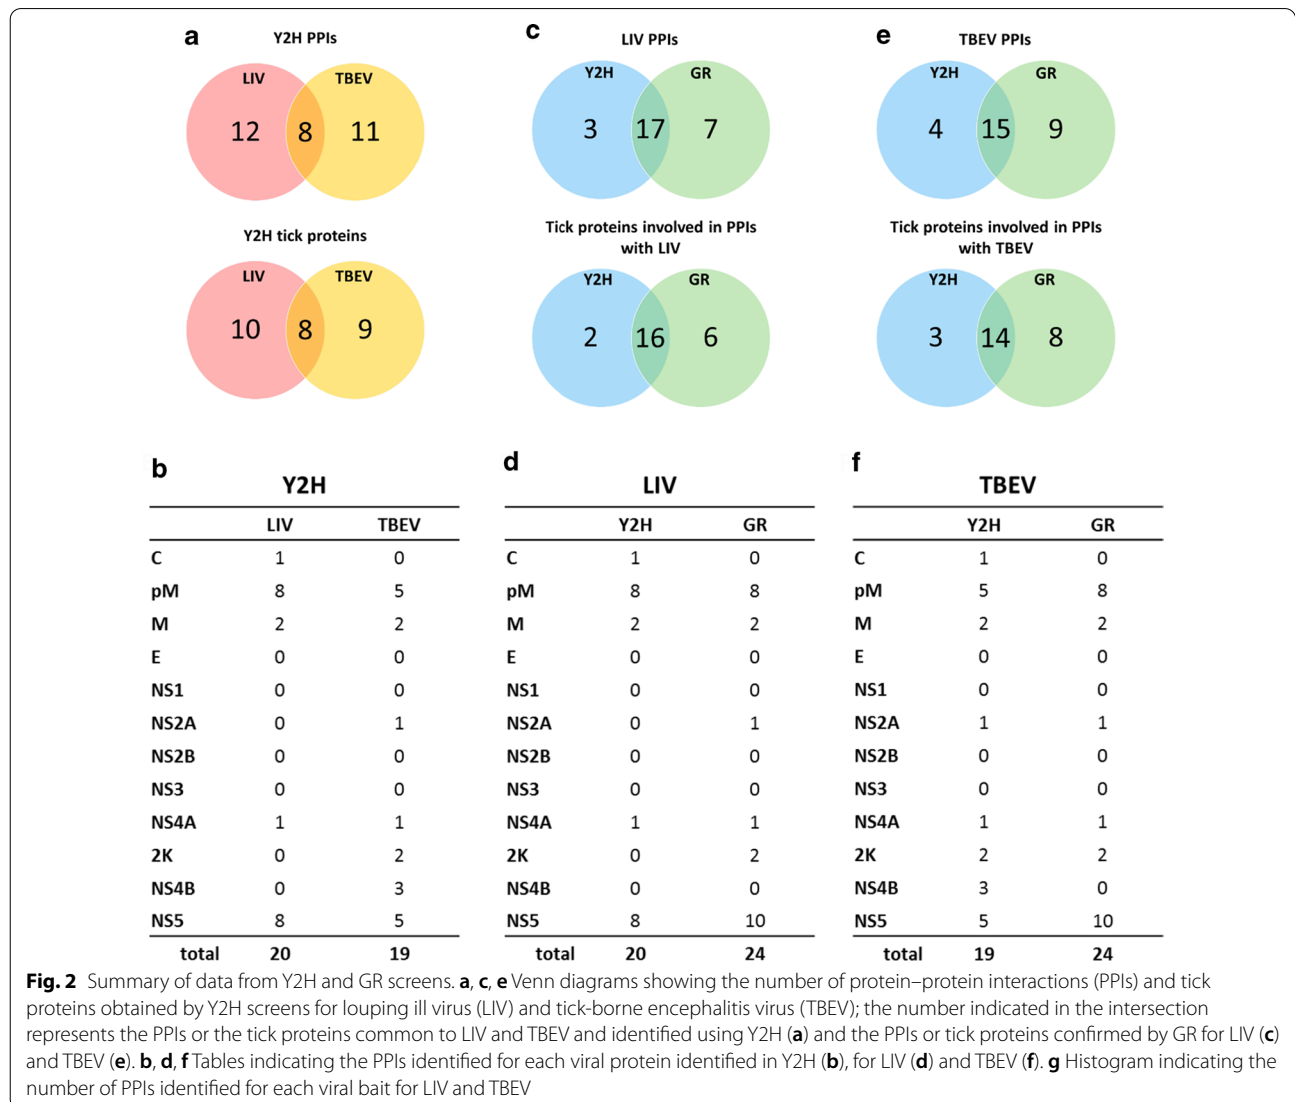 a
Y2H PPIs
LIV TBEV
12 8 11
Y2H tick proteins
LIV TBEV
10 8 9
c
LIV PPIs
Y2H GR
3 17 7
Tick proteins involved in PPIs
with LIV
Y2H GR
2 16 6
e
TBEV PPIs
Y2H GR
4 15 9
Tick proteins involved in PPIs
with TBEV
Y2H GR
3 14 8
b
Y2H
LIV TBEV
C 1 0
pM 8 5
M 2 2
E 0 0
NS1 0 0
NS2A 0 1
NS2B 0 0
NS3 0 0
NS4A 1 1
2K 0 2
NS4B 0 3
NS5 8 5
total 20 19
d
LIV
Y2H GR
C 1 0
pM 8 8
M 2 2
E 0 0
NS1 0 0
NS2A 0 1
NS2B 0 0
NS3 0 0
NS4A 1 1
2K 0 2
NS4B 0 0
NS5 8 10
total 20 24
f
TBEV
Y2H GR
C 1 0
pM 5 8
M 2 2
E 0 0
NS1 0 0
NS2A 1 1
NS2B 0 0
NS3 0 0
NS4A 1 1
2K 2 2
NS4B 3 0
NS5 5 10
total 19 24
Fig. 2 Summary of data from Y2H and GR screens. a, c, e Venn diagrams showing the number of protein–protein interactions (PPIs) and tick
proteins obtained by Y2H screens for louping ill virus (LIV) and tick-borne encephalitis virus (TBEV); the number indicated in the intersection
represents the PPIs or the tick proteins common to LIV and TBEV and identified using Y2H (a) and the PPIs or tick proteins confirmed by GR for LIV (c)
and TBEV (e). b, d, f Tables indicating the PPIs identified for each viral protein identified in Y2H (b), for LIV (d) and TBEV (f). g Histogram indicating the
number of PPIs identified for each viral bait for LIV and TBEV